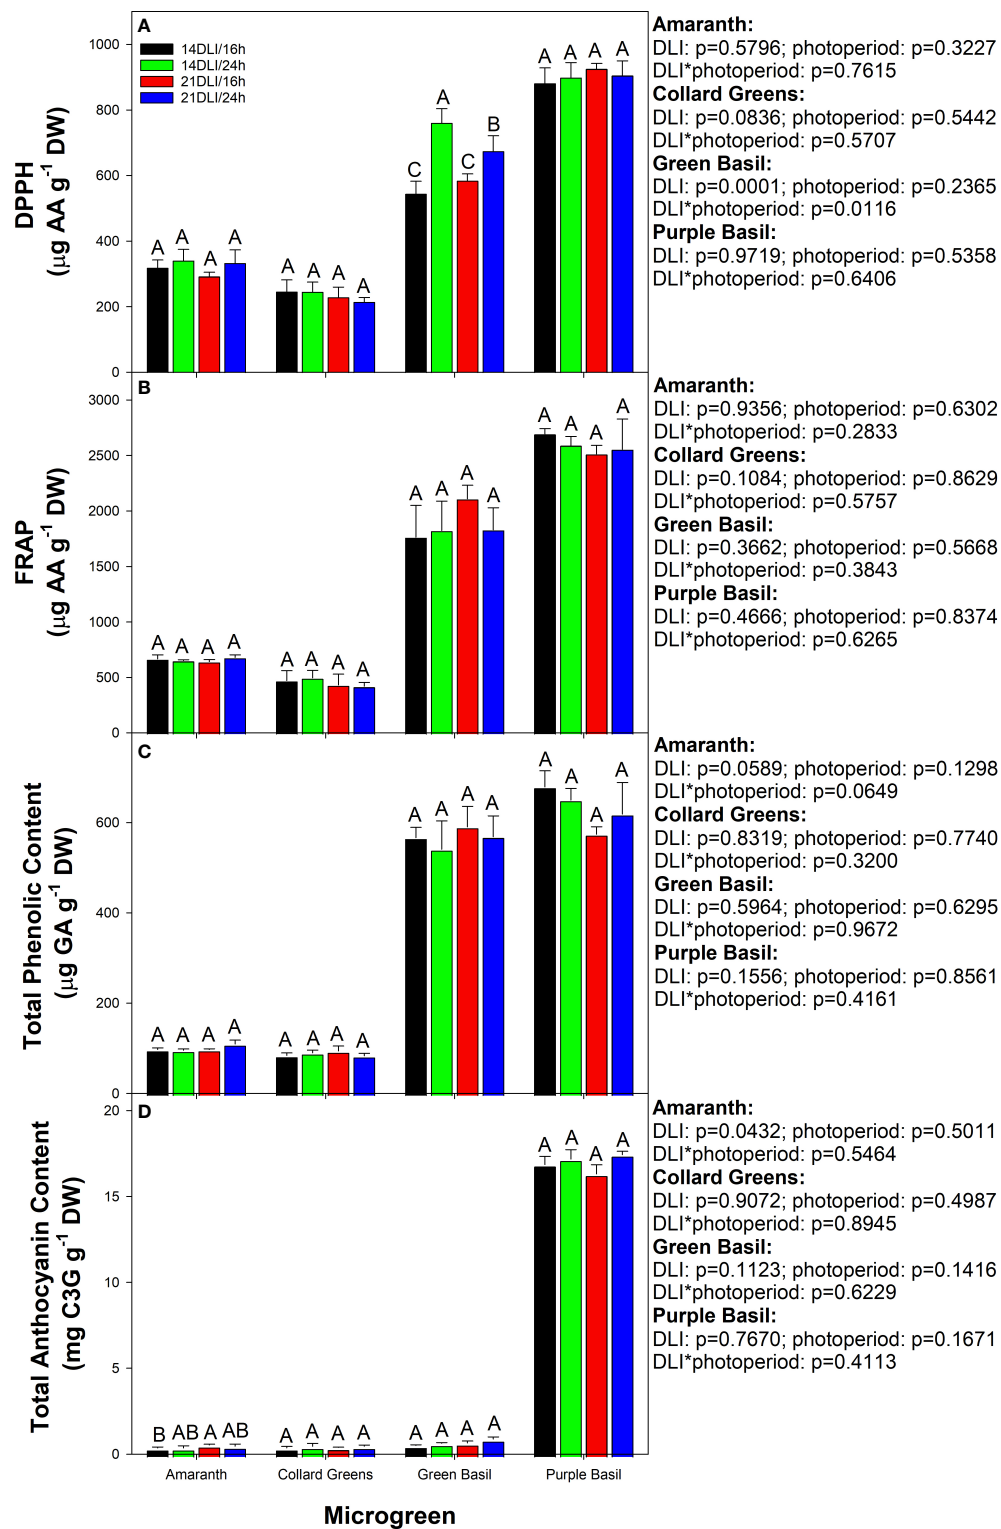 A
14DLI/16h
14DLI/24h
21DLI/16h
21DLI/24h
DPPH
(μg AA g-1 DW)
1000
800
600
400
200
0
A A A A
A A A A
C A C B
A A A A
Amaranth:
DLI: p=0.5796; photoperiod: p=0.3227
DLI*photoperiod: p=0.7615
Collard Greens:
DLI: p=0.0836; photoperiod: p=0.5442
DLI*photoperiod: p=0.5707
Green Basil:
DLI: p=0.0001; photoperiod: p=0.2365
DLI*photoperiod: p=0.0116
Purple Basil:
DLI: p=0.9719; photoperiod: p=0.5358
DLI*photoperiod: p=0.6406
B
FRAP
(μg AA g-1 DW)
3000
2500
2000
1500
1000
500
0
A A A A
A A A A
A A A A
A A A A
Amaranth:
DLI: p=0.9356; photoperiod: p=0.6302
DLI*photoperiod: p=0.2833
Collard Greens:
DLI: p=0.1084; photoperiod: p=0.8629
DLI*photoperiod: p=0.5757
Green Basil:
DLI: p=0.3662; photoperiod: p=0.5668
DLI*photoperiod: p=0.3843
Purple Basil:
DLI: p=0.4666; photoperiod: p=0.8374
DLI*photoperiod: p=0.6265
C
Total Phenolic Content
(μg GA g-1 DW)
600
400
200
0
A A A A
A A A A
A A A A
A A A A
Amaranth:
DLI: p=0.0589; photoperiod: p=0.1298
DLI*photoperiod: p=0.0649
Collard Greens:
DLI: p=0.8319; photoperiod: p=0.7740
DLI*photoperiod: p=0.3200
Green Basil:
DLI: p=0.5964; photoperiod: p=0.6295
DLI*photoperiod: p=0.9672
Purple Basil:
DLI: p=0.1556; photoperiod: p=0.8561
DLI*photoperiod: p=0.4161
D
Total Anthocyanin Content
(mg C3G g-1 DW)
20
15
10
5
0
B AB A AB
A A A A
A A A A
A A A A
Amaranth:
DLI: p=0.0432; photoperiod: p=0.5011
DLI*photoperiod: p=0.5464
Collard Greens:
DLI: p=0.9072; photoperiod: p=0.4987
DLI*photoperiod: p=0.8945
Green Basil:
DLI: p=0.1123; photoperiod: p=0.1416
DLI*photoperiod: p=0.6229
Purple Basil:
DLI: p=0.7670; photoperiod: p=0.1671
DLI*photoperiod: p=0.4113
Amaranth Collard Greens Green Basil Purple Basil
Microgreen